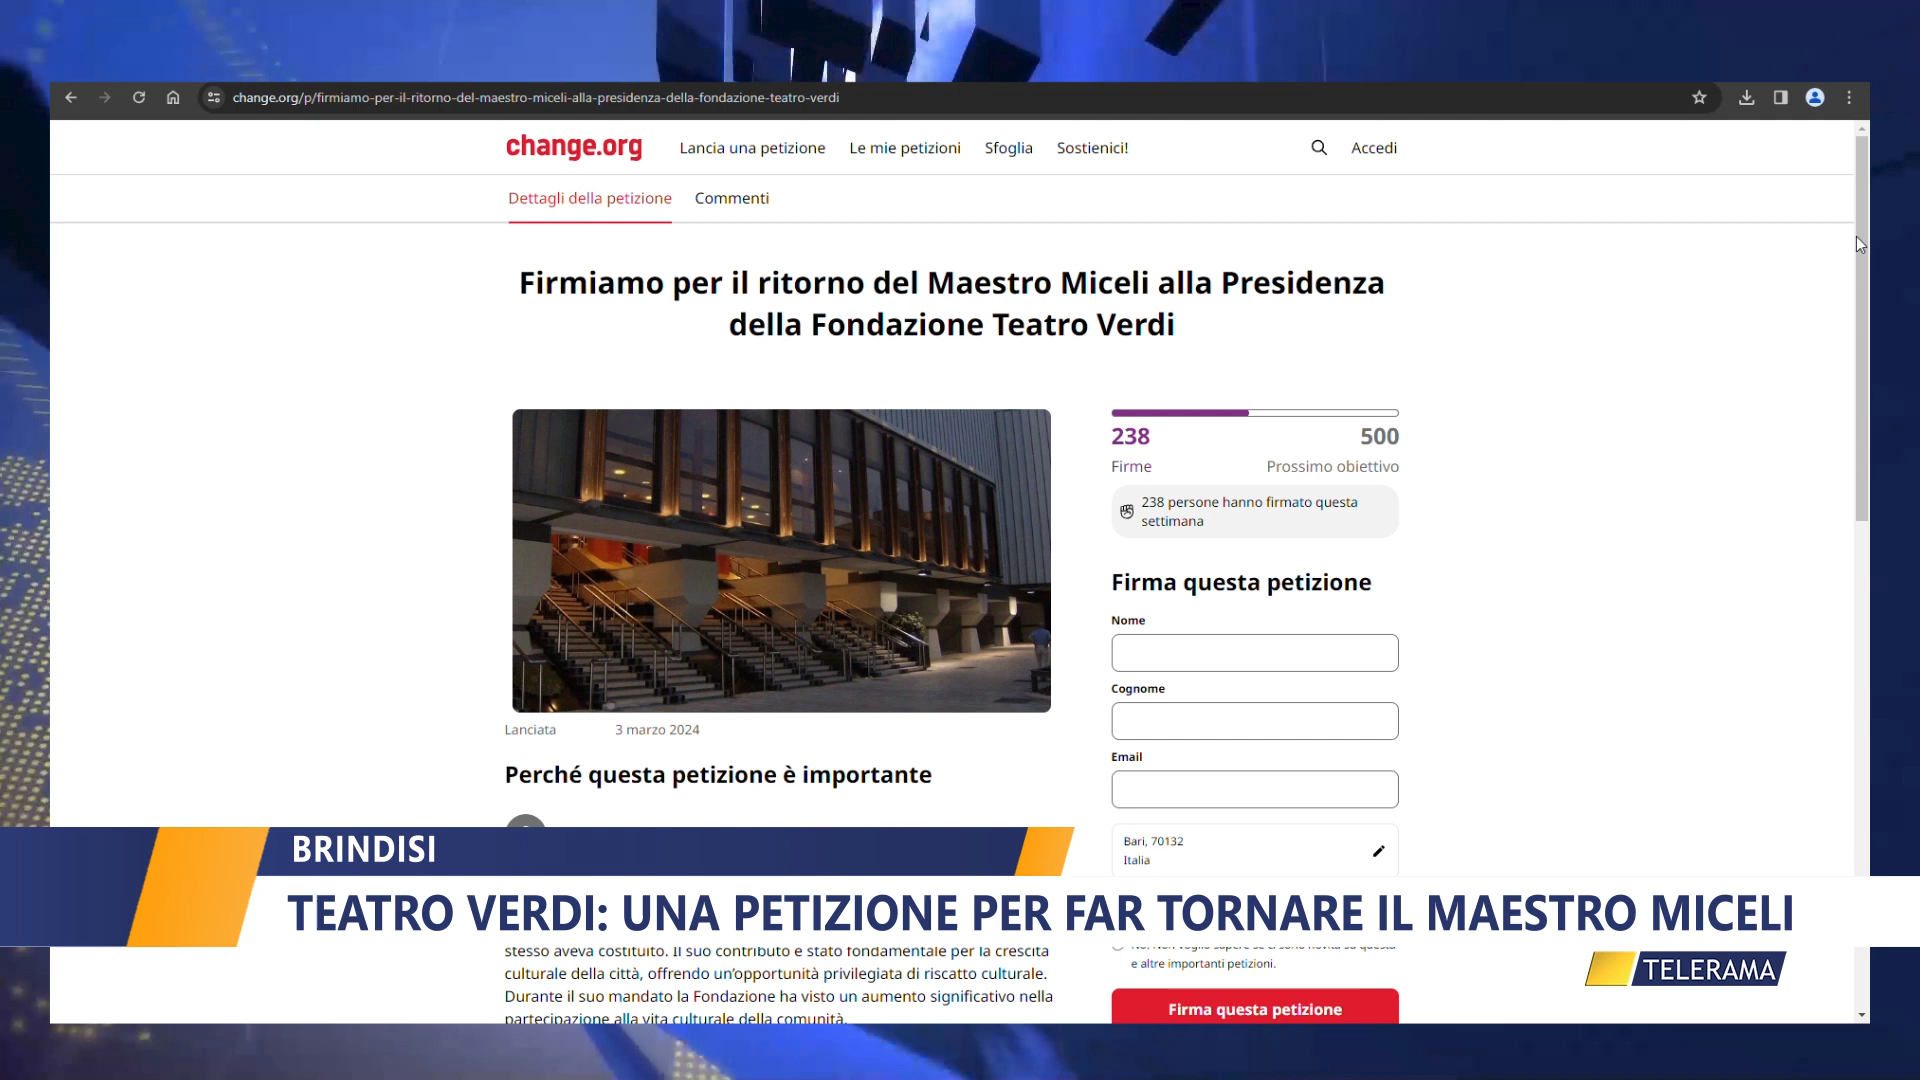 change.org/p/firmiamo-per-il-ritorno-del-maestro-miceli-alla-presidenza-della-fondazione-teatro-verdi
change.org Lancia una petizione Le mie petizioni Sfoglia Sostienici! Accedi
Dettagli della petizione Commenti
Firmiamo per il ritorno del Maestro Miceli alla Presidenza
della Fondazione Teatro Verdi
238 500
Firme Prossimo obiettivo
238 persone hanno firmato questa
settimana
Firma questa petizione
Nome
Cognome
Email
Bari, 70132
Italia
Lanciata 3 marzo 2024
Perché questa petizione è importante
BRINDISI
TEATRO VERDI: UNA PETIZIONE PER FAR TORNARE IL MAESTRO MICELI
stesso aveva costituito. Il suo contributo è stato fondamentale per la crescita
culturale della città, offrendo un'opportunità privilegiata di riscatto culturale.
Durante il suo mandato la Fondazione ha visto un aumento significativo nella
partecipazione alla vita culturale della comunità.
e altre importanti petizioni.
Firma questa petizione
TELERAMA